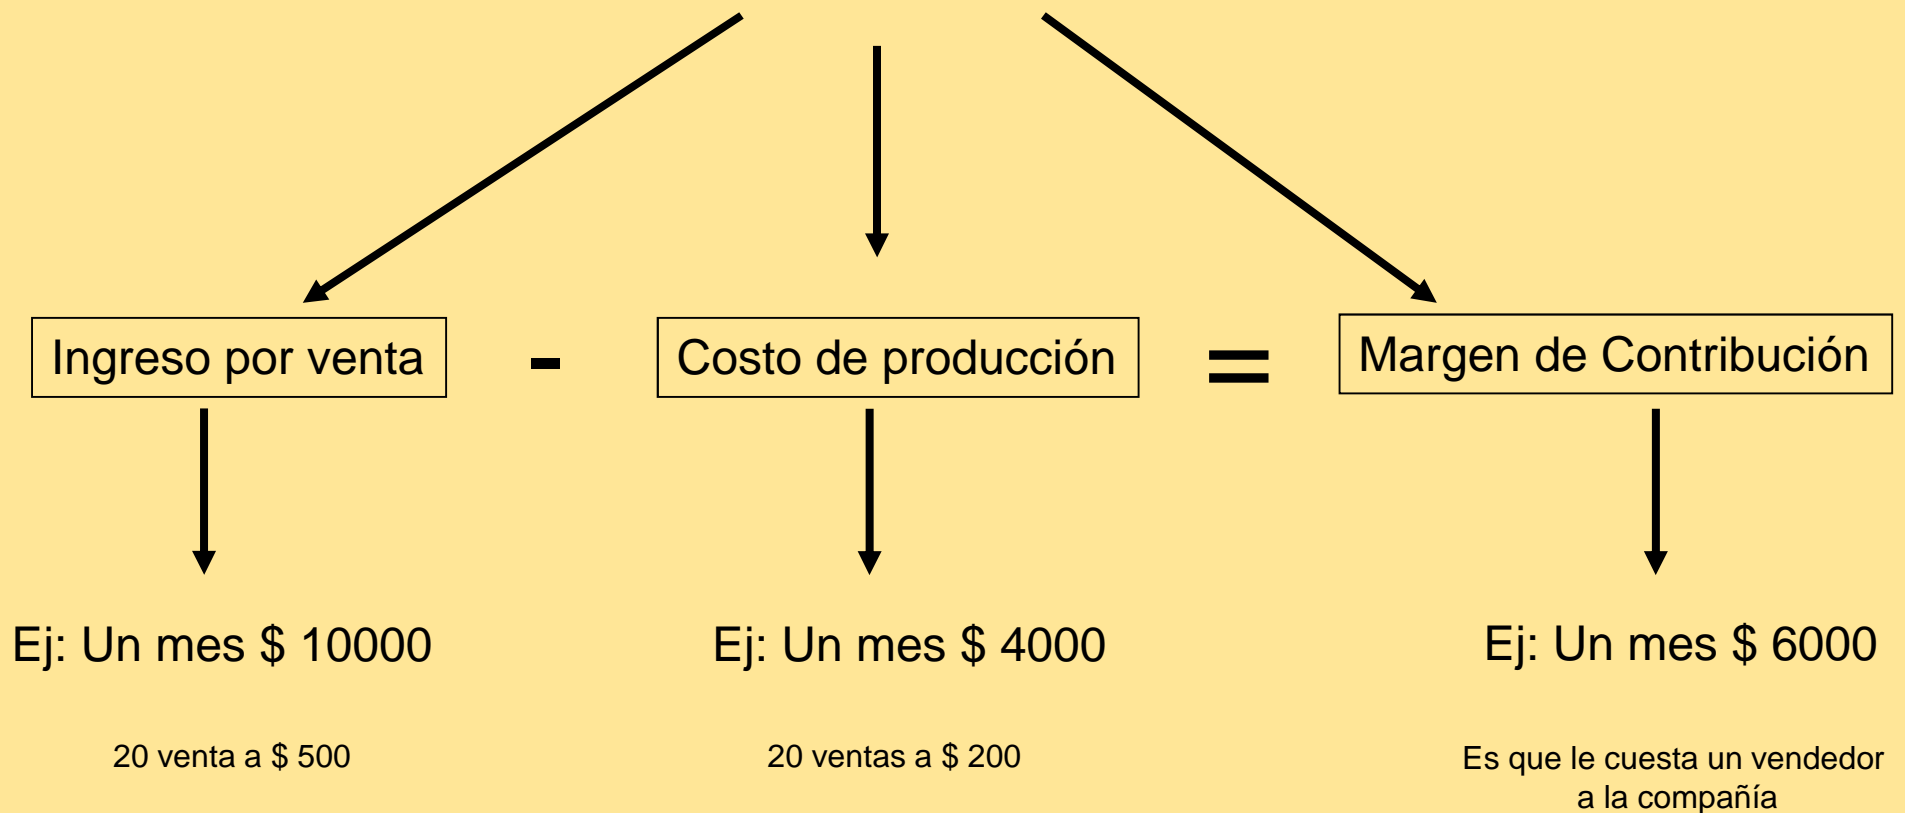 Ingreso por venta - Costo de producción = Margen de Contribución
Ej: Un mes $ 10000
Ej: Un mes $ 4000
Ej: Un mes $ 6000
20 venta a $ 500
20 ventas a $ 200
Es que le cuesta un vendedor
a la compañía